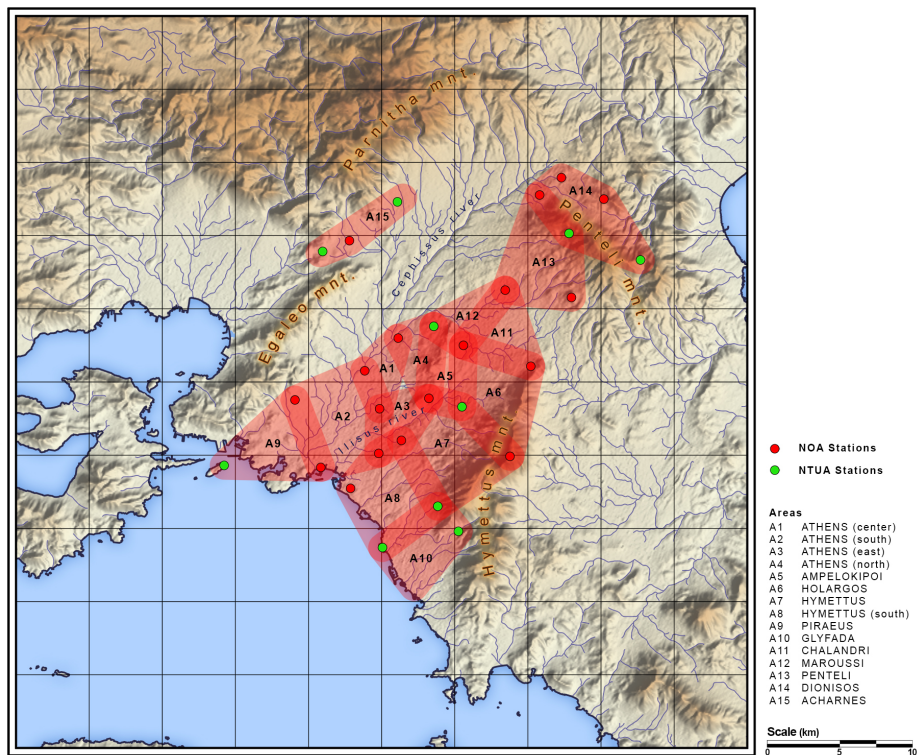 Parnitha mnt
A14
A15
Penteli mnt.
Cephissus river
A13
Egaleo mnt.
A12
A11
A1
A4
A5
A6
A3
A2
Ilisus river
A9
A7
Hymettus mnt
A8
A10
NOA Stations
NTUA Stations
Areas
A1 ATHENS (center)
A2 ATHENS (south)
A3 ATHENS (east)
A4 ATHENS (north)
A5 AMPELOKIPOI
A6 HOLARGOS
A7 HYMETTUS
A8 HYMETTUS (south)
A9 PIRAEUS
A10 GLYFADA
A11 CHALANDRI
A12 MAROUSSI
A13 PENTELI
A14 DIONISOS
A15 ACHARNES
Scale (km)
0 5 10